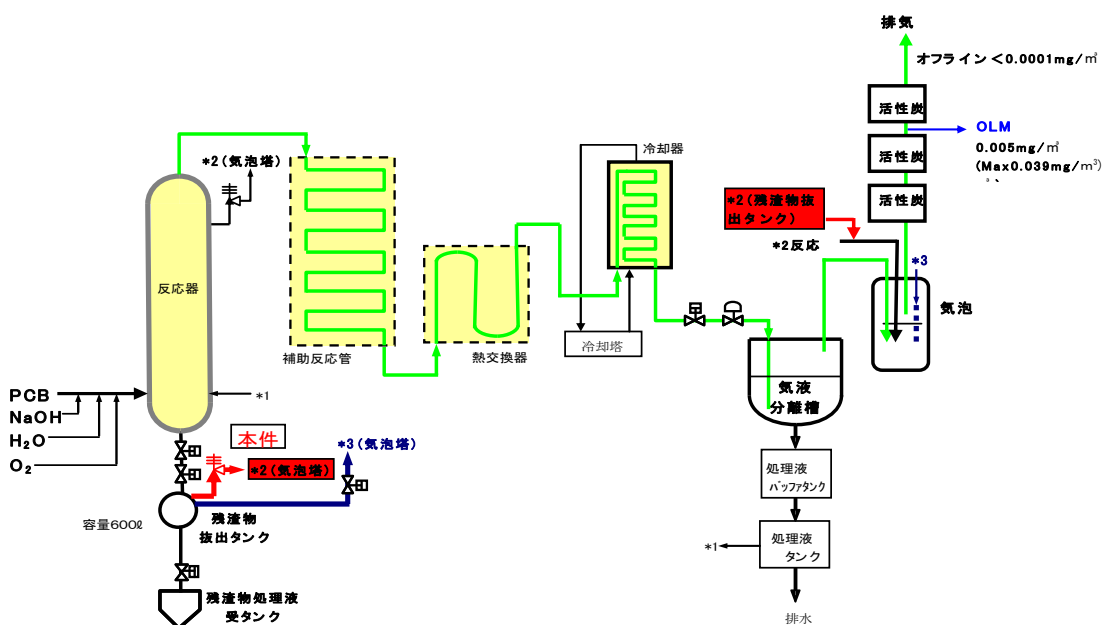 排気
オフライン<0.0001mg/㎥
活性炭
OLM
0.005mg/㎥
(Max0.039mg/m³)
活性炭
活性炭
冷却器
*2(気泡塔)
*2(残渣物抜
出タンク)
*2反応
*3
気泡
反応器
補助反応管
熱交換器
冷却塔
気液
分離槽
PCB
NaOH
H₂O
O₂
*1
本件
*2(気泡塔)
*3(気泡塔)
容量600ℓ
残渣物
抜出タンク
処理液
バッファタンク
処理液
タンク
*1
残渣物処理液
受タンク
排水